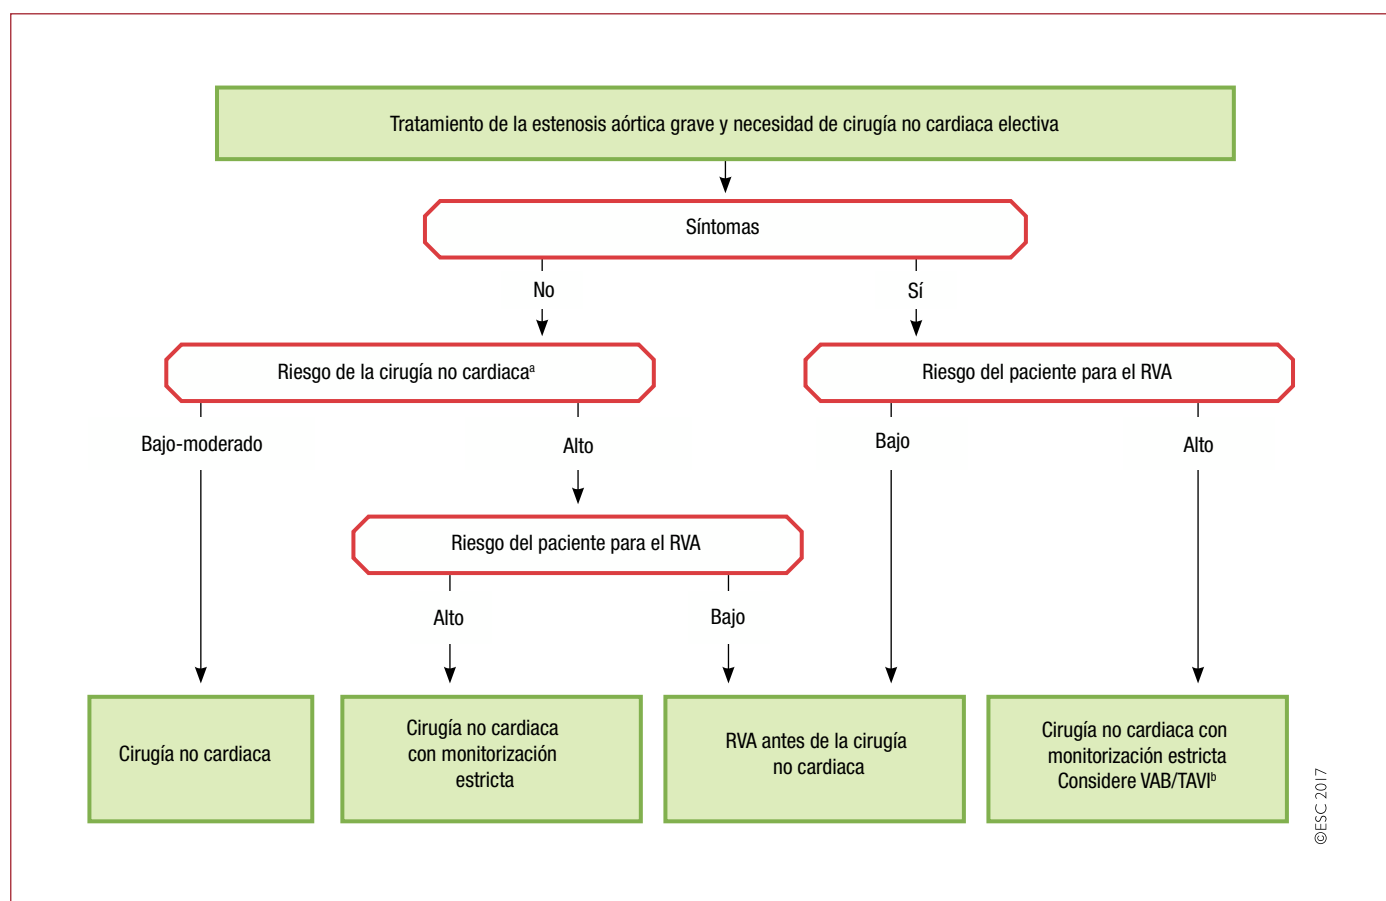 Tratamiento de la estenosis aórtica grave y necesidad de cirugía no cardiaca electiva
Síntomas
No
Sí
Riesgo de la cirugía no cardiacaª
Riesgo del paciente para el RVA
Bajo-moderado
Alto
Bajo
Alto
Riesgo del paciente para el RVA
Alto
Bajo
Cirugía no cardiaca
Cirugía no cardiaca
con monitorización
estricta
RVA antes de la cirugía
no cardiaca
Cirugía no cardiaca con
monitorización estricta
Considere VAB/TAVIᵇ
©ESC 2017